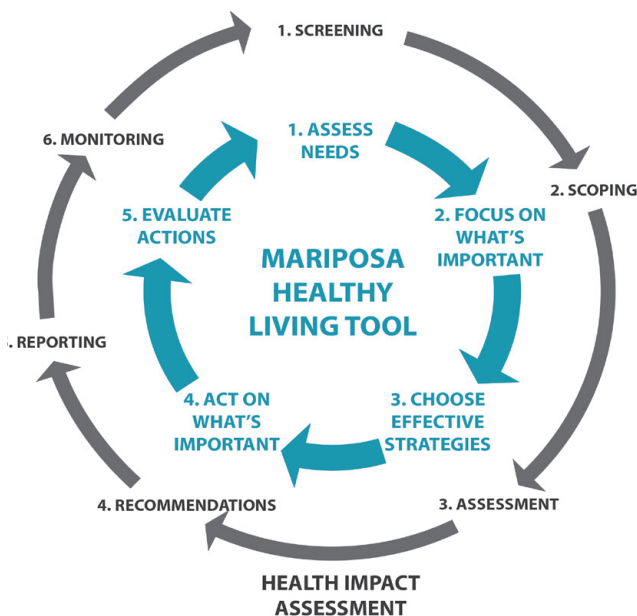 1. SCREENING
1. ASSESS
NEEDS
6. MONITORING
2. SCOPING
5. EVALUATE
ACTIONS
2. FOCUS ON
WHAT'S
IMPORTANT
MARIPOSA
HEALTHY
LIVING TOOL
. REPORTING
3. CHOOSE
EFFECTIVE
STRATEGIES
4. ACT ON
WHAT'S
IMPORTANT
4. RECOMMENDATIONS
3. ASSESSMENT
HEALTH IMPACT
ASSESSMENT